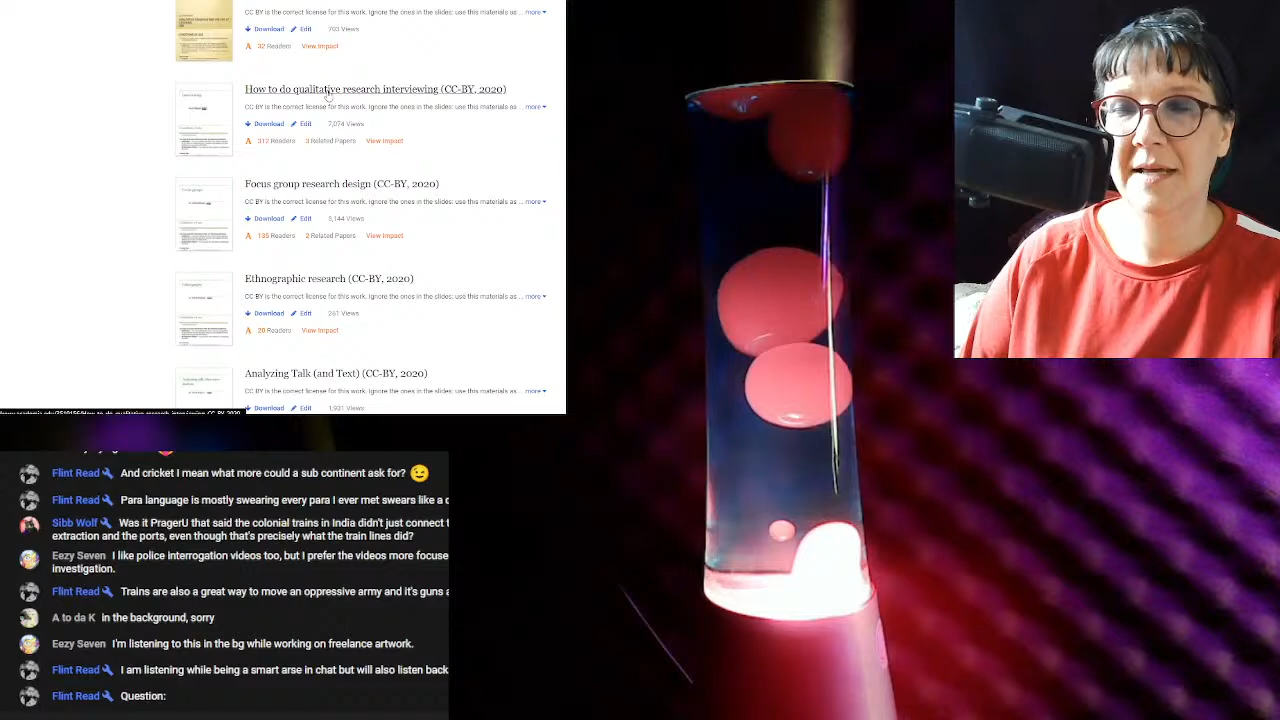 CC BY is the correct license for this work. Ignore the ones in the slides: use this materials as ... more
Download Edit 703 Views
32 Readers View Impact
How to do qualitative research interviewing (CC-BY, 2020)
CC BY is the correct license for this work. Ignore the ones in the slides: use this materials as ... more
Download Edit 7,074 Views
312 Readers 3 Related Papers View Impact
Focus group research design (CC-BY, 2020)
CC BY is the correct license for this work. Ignore the ones in the slides: use this materials as ... more
Download Edit
135 Readers 2 Related Papers View Impact
Ethnographic research (CC-BY, 2020)
CC BY is the correct license for this work. Ignore the ones in the slides: use this materials as ... more
Download Edit 261 Views
20 Readers View Impact
Analyzing Talk (and Text) (CC-BY, 2020)
CC BY is the correct license for this work. Ignore the ones in the slides: use this materials as ... more
Download Edit 1,931 Views
Flint Read And cricket I mean what more could a sub continent ask for?
Flint Read Para language is mostly swearing every para I ever met swears like a
Sibb Wolf Was it PragerU that said the colonial trains in India didn't just connect
extraction and the ports, even though that's precisely what the train lines did?
Eezy Seven I like police interrogation videos too, but I prefer the videos more focuse
investigation.
Flint Read Trains are also a great way to move an oppressive army and it's guns
Ans de K In the background, sorry
Eezy Seven I'm listening to this in the bg while working on freelance artwork.
Flint Read I am listening while being a smart arse in chat but will also listen back
Flint Read Question: